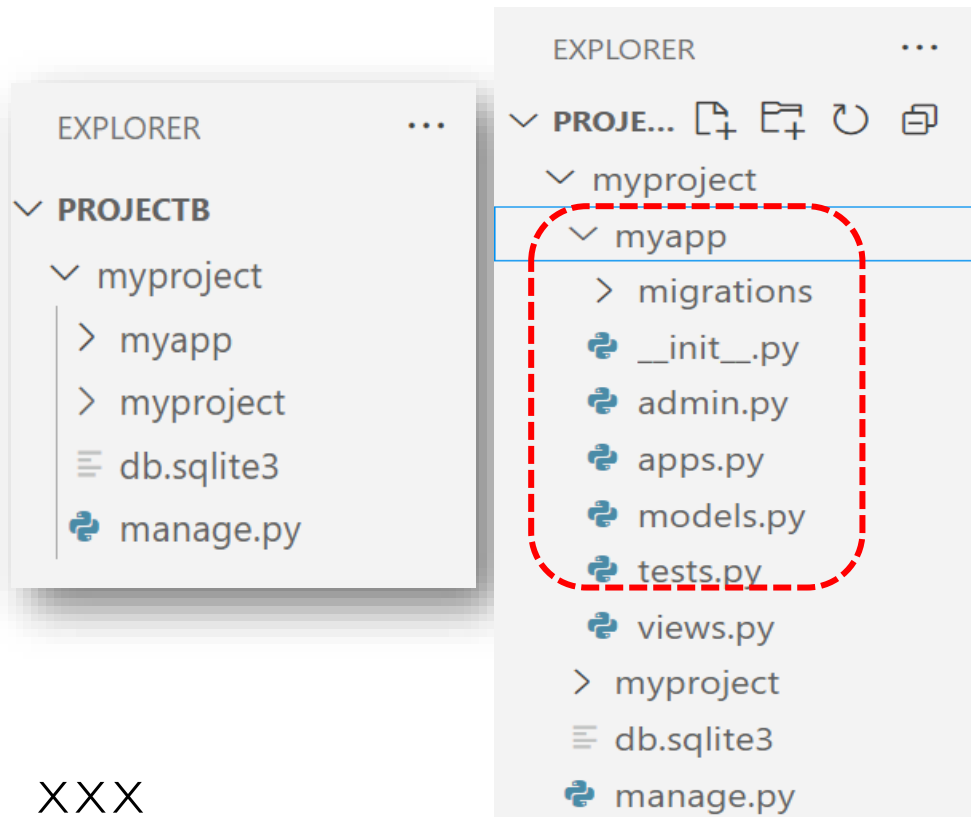 EXPLORER ...
PROJECTB
myproject
myapp
myproject
db.sqlite3
manage.py
XXX
EXPLORER ...
PROJE...
myproject
myapp
migrations
__init__.py
admin.py
apps.py
models.py
tests.py
views.py
myproject
db.sqlite3
manage.py